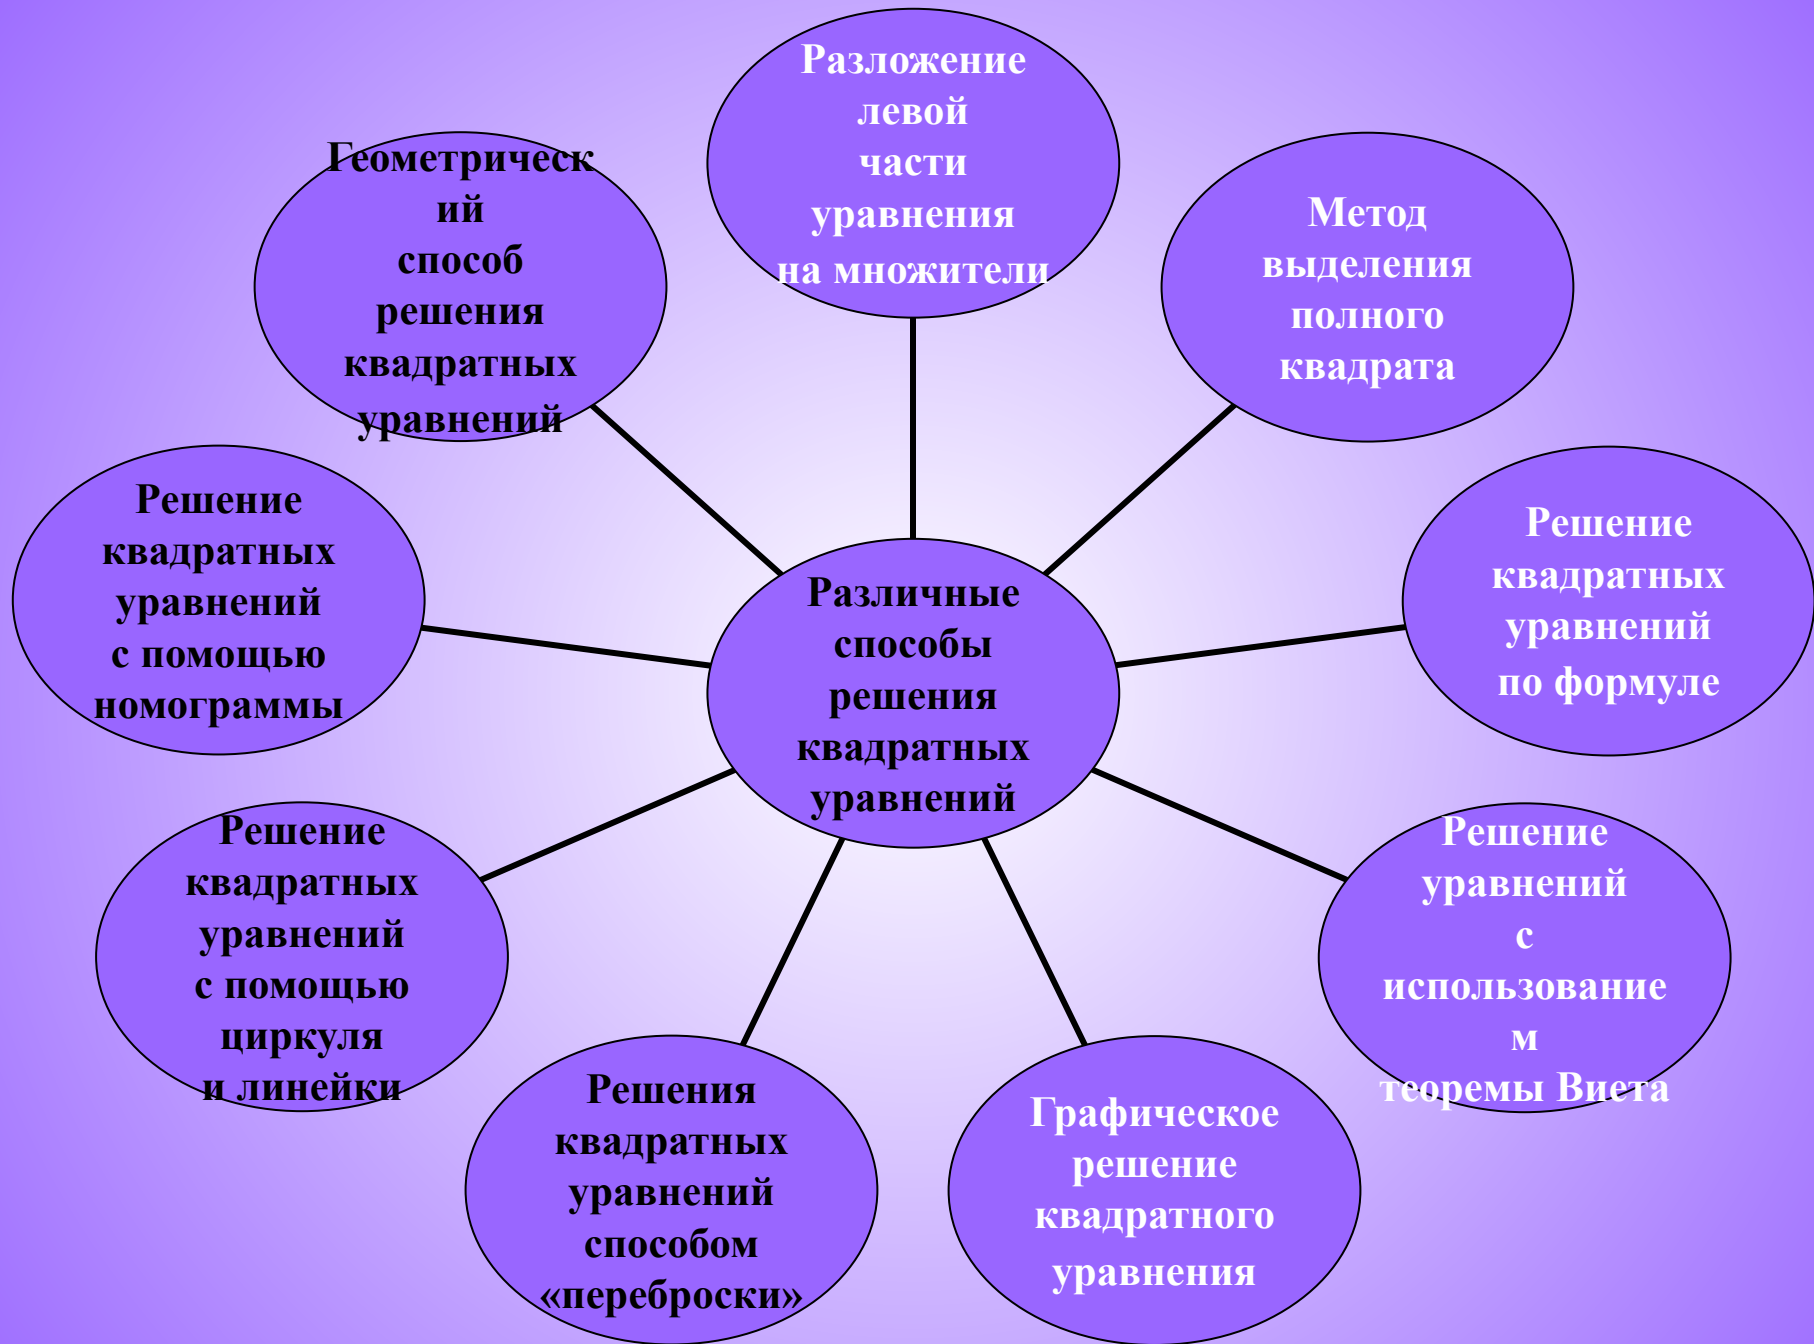 Разложение
левой
части
уравнения
на множители
Метод
выделения
полного
квадрата
Решение
квадратных
уравнений
по формуле
Решение
уравнений
с
использование
м
теоремы Виета
Графическое
решение
квадратного
уравнения
Решения
квадратных
уравнений
способом
«переброски»
Решение
квадратных
уравнений
с помощью
циркуля
и линейки
Решение
квадратных
уравнений
с помощью
номограммы
Геометрическ
ий
способ
решения
квадратных
уравнений
Различные
способы
решения
квадратных
уравнений